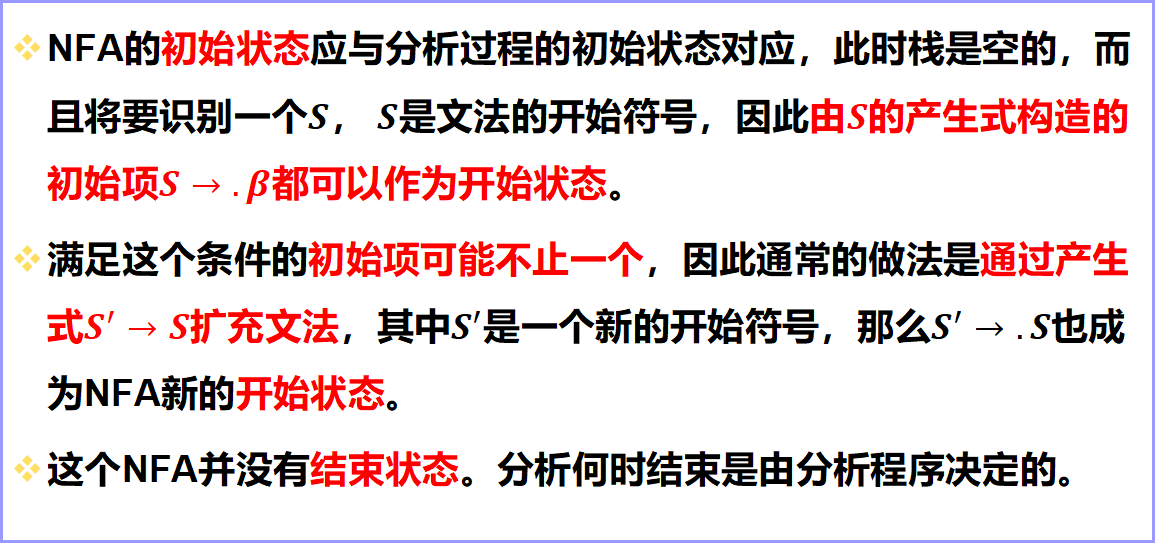 ❖NFA的初始状态应与分析过程的初始状态对应，此时栈是空的，而
且将要识别一个S， S是文法的开始符号，因此由S的产生式构造的
初始项S → .β都可以作为开始状态。
❖满足这个条件的初始项可能不止一个，因此通常的做法是通过产生
式S′ → S扩充文法，其中S′是一个新的开始符号，那么S′ → .S也成
为NFA新的开始状态。
❖这个NFA并没有结束状态。分析何时结束是由分析程序决定的。